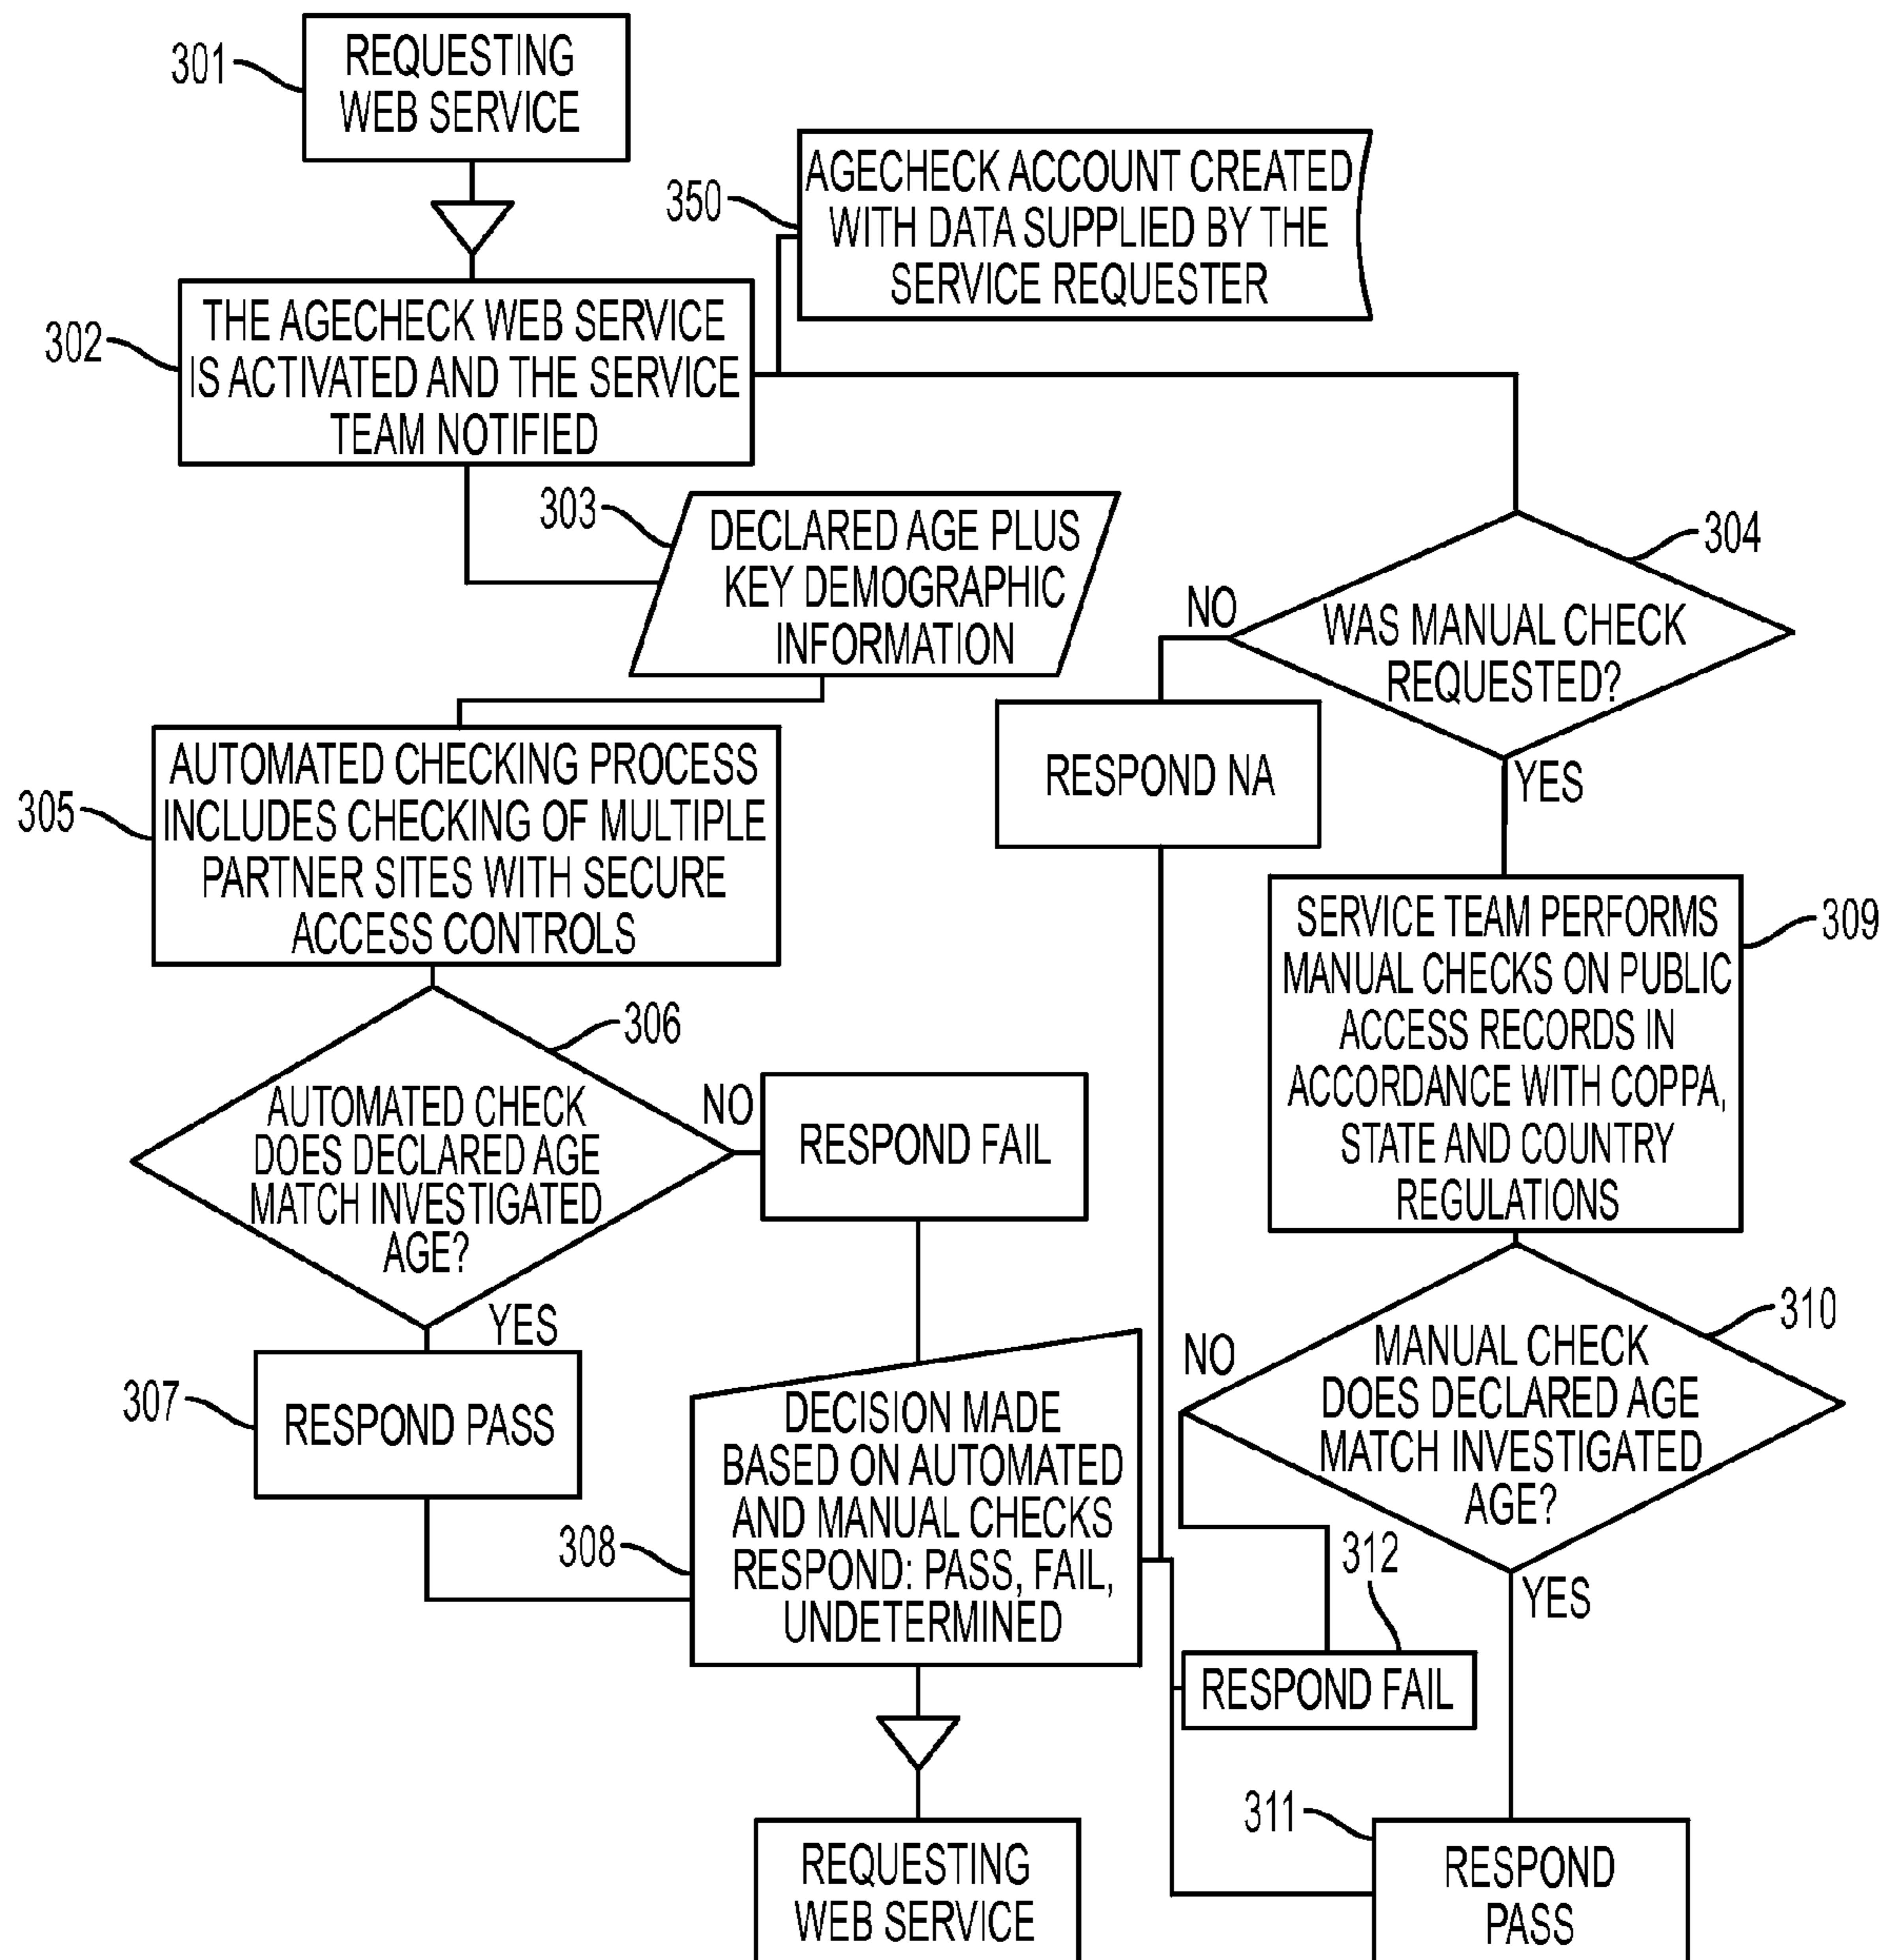 301
REQUESTING
WEB SERVICE
350
AGECHECK ACCOUNT CREATED
WITH DATA SUPPLIED BY THE
SERVICE REQUESTER
302
THE AGECHECK WEB SERVICE
IS ACTIVATED AND THE SERVICE
TEAM NOTIFIED
303
DECLARED AGE PLUS
KEY DEMOGRAPHIC
INFORMATION
304
WAS MANUAL CHECK
REQUESTED?
NO
YES
RESPOND NA
305
AUTOMATED CHECKING PROCESS
INCLUDES CHECKING OF MULTIPLE
PARTNER SITES WITH SECURE
ACCESS CONTROLS
309
SERVICE TEAM PERFORMS
MANUAL CHECKS ON PUBLIC
ACCESS RECORDS IN
ACCORDANCE WITH COPPA,
STATE AND COUNTRY
REGULATIONS
306
AUTOMATED CHECK
DOES DECLARED AGE
MATCH INVESTIGATED
AGE?
NO
RESPOND FAIL
YES
307
RESPOND PASS
308
DECISION MADE
BASED ON AUTOMATED
AND MANUAL CHECKS
RESPOND: PASS, FAIL,
UNDETERMINED
310
MANUAL CHECK
DOES DECLARED AGE
MATCH INVESTIGATED
AGE?
NO
YES
312
RESPOND FAIL
311
RESPOND
PASS
REQUESTING
WEB SERVICE